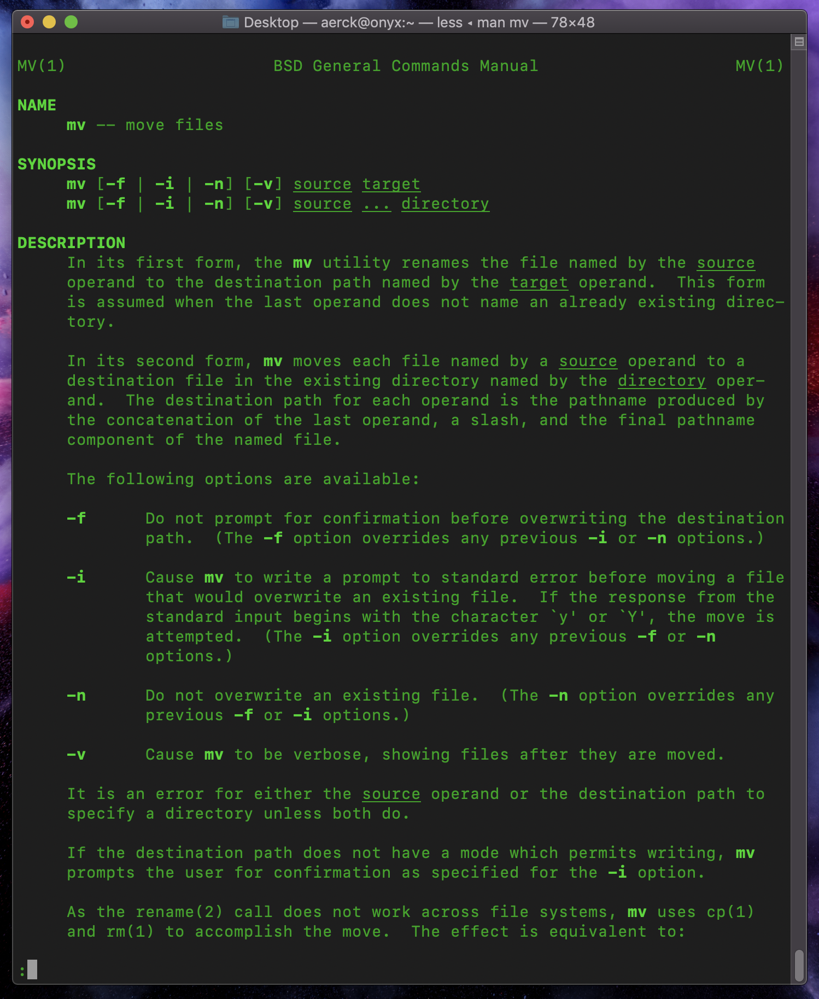 Desktop — aerck@onyx:~ — less ◂ man mv — 78×48
MV(1) BSD General Commands Manual MV(1)
NAME
mv -- move files
SYNOPSIS
mv [-f | -i | -n] [-v] source target
mv [-f | -i | -n] [-v] source ... directory
DESCRIPTION
In its first form, the mv utility renames the file named by the source
operand to the destination path named by the target operand.  This form
is assumed when the last operand does not name an already existing direc-
tory.
In its second form, mv moves each file named by a source operand to a
destination file in the existing directory named by the directory oper-
and.  The destination path for each operand is the pathname produced by
the concatenation of the last operand, a slash, and the final pathname
component of the named file.
The following options are available:
-f Do not prompt for confirmation before overwriting the destination
path.  (The -f option overrides any previous -i or -n options.)
-i Cause mv to write a prompt to standard error before moving a file
that would overwrite an existing file.  If the response from the
standard input begins with the character `y' or `Y', the move is
attempted.  (The -i option overrides any previous -f or -n
options.)
-n Do not overwrite an existing file.  (The -n option overrides any
previous -f or -i options.)
-v Cause mv to be verbose, showing files after they are moved.
It is an error for either the source operand or the destination path to
specify a directory unless both do.
If the destination path does not have a mode which permits writing, mv
prompts the user for confirmation as specified for the -i option.
As the rename(2) call does not work across file systems, mv uses cp(1)
and rm(1) to accomplish the move.  The effect is equivalent to:
: